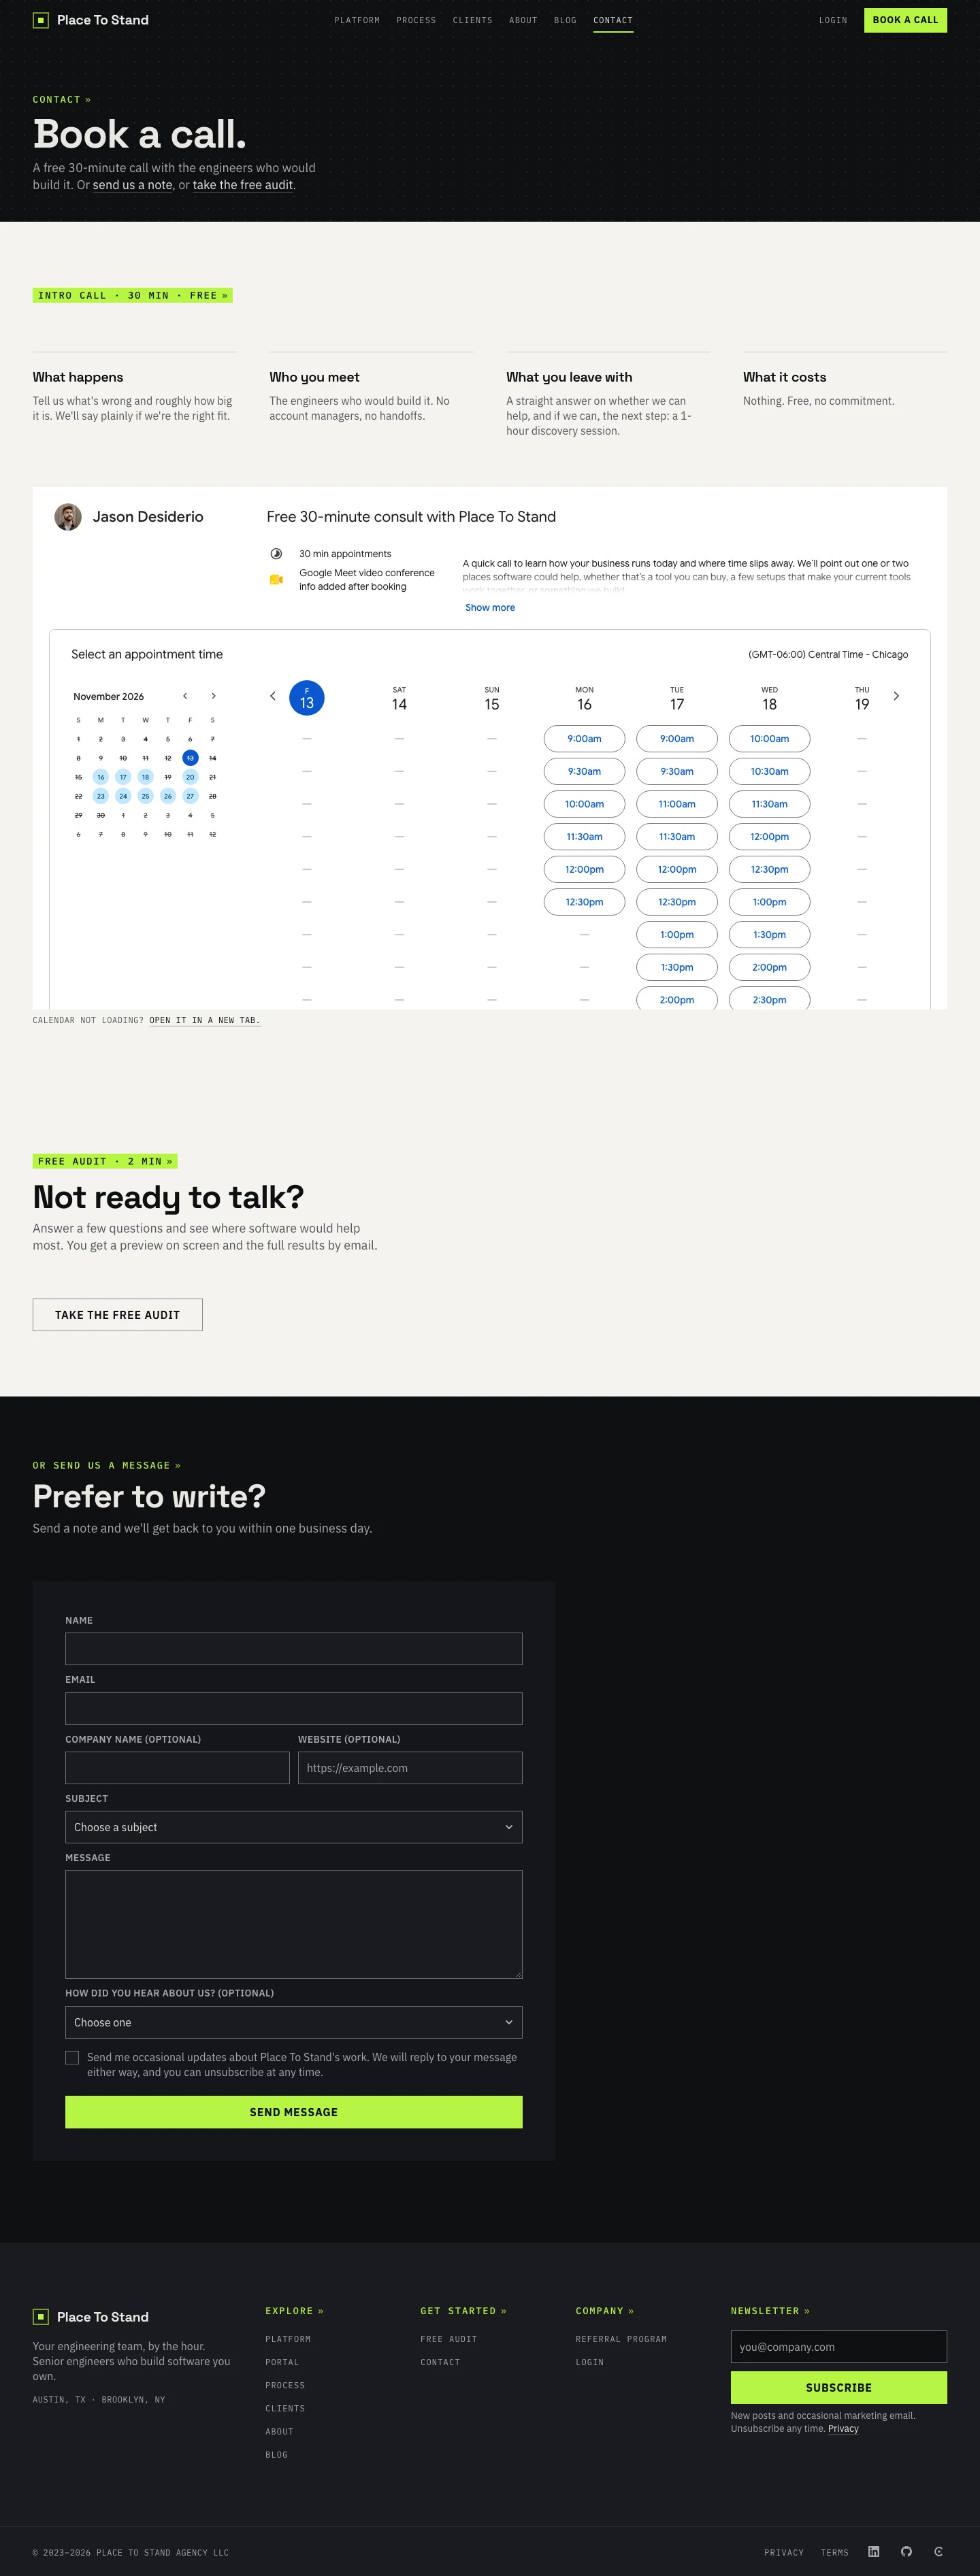 Place To Stand
PLATFORM PROCESS CLIENTS ABOUT BLOG CONTACT
LOGIN BOOK A CALL
CONTACT »
Book a call.
A free 30-minute call with the engineers who would
build it. Or send us a note, or take the free audit.
INTRO CALL · 30 MIN · FREE »
What happens
Tell us what's wrong and roughly how big
it is. We'll say plainly if we're the right fit.
Who you meet
The engineers who would build it. No
account managers, no handoffs.
What you leave with
A straight answer on whether we can
help, and if we can, the next step: a 1-
hour discovery session.
What it costs
Nothing. Free, no commitment.
Jason Desiderio
Free 30-minute consult with Place To Stand
30 min appointments
Google Meet video conference
info added after booking
A quick call to learn how your business runs today and where time slips away. We'll point out one or two
places software could help, whether that's a tool you can buy, a few setups that make your current tools
work together, or something we build.
Show more
Select an appointment time
(GMT-06:00) Central Time - Chicago
November 2026
S M T W T F S
1 2 3 4 5 6 7
8 9 10 11 12 13 14
15 16 17 18 19 20 21
22 23 24 25 26 27 28
29 30 1 2 3 4 5
6 7 8 9 10 11 12
F SAT SUN MON TUE WED THU
13 14 15 16 17 18 19
— — — 9:00am 9:00am 10:00am —
— — — 9:30am 9:30am 10:30am —
— — — 10:00am 11:00am 11:30am —
— — — 11:30am 11:30am 12:00pm —
— — — 12:00pm 12:00pm 12:30pm —
— — — 12:30pm 12:30pm 1:00pm —
— — — — 1:00pm 1:30pm —
— — — — 1:30pm 2:00pm —
— — — — 2:00pm 2:30pm —
CALENDAR NOT LOADING? OPEN IT IN A NEW TAB.
FREE AUDIT · 2 MIN »
Not ready to talk?
Answer a few questions and see where software would help
most. You get a preview on screen and the full results by email.
TAKE THE FREE AUDIT
OR SEND US A MESSAGE »
Prefer to write?
Send a note and we'll get back to you within one business day.
NAME
EMAIL
COMPANY NAME (OPTIONAL) WEBSITE (OPTIONAL)
https://example.com
SUBJECT
Choose a subject
MESSAGE
HOW DID YOU HEAR ABOUT US? (OPTIONAL)
Choose one
Send me occasional updates about Place To Stand's work. We will reply to your message
either way, and you can unsubscribe at any time.
SEND MESSAGE
Place To Stand
Your engineering team, by the hour.
Senior engineers who build software you
own.
AUSTIN, TX · BROOKLYN, NY
EXPLORE »
PLATFORM
PORTAL
PROCESS
CLIENTS
ABOUT
BLOG
GET STARTED »
FREE AUDIT
CONTACT
COMPANY »
REFERRAL PROGRAM
LOGIN
NEWSLETTER »
you@company.com
SUBSCRIBE
New posts and occasional marketing email.
Unsubscribe any time. Privacy
© 2023–2026 PLACE TO STAND AGENCY LLC
PRIVACY TERMS